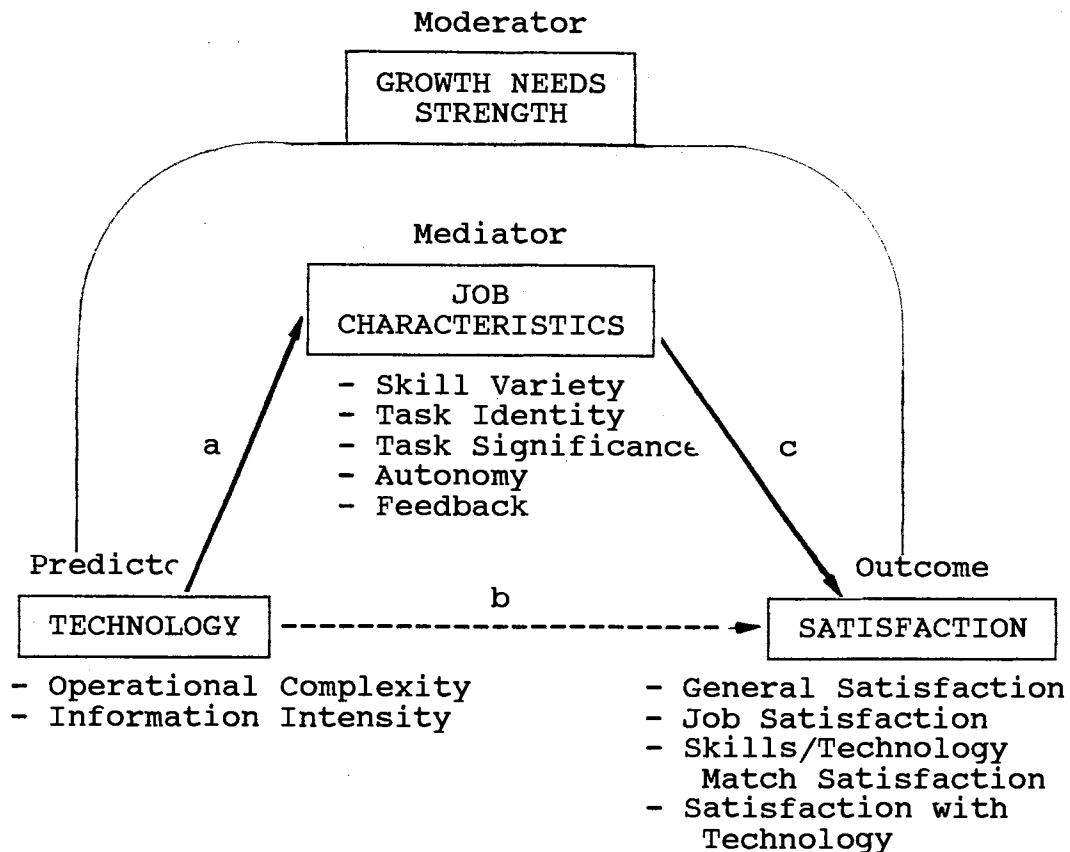 Moderator
GROWTH NEEDS
STRENGTH
Mediator
JOB
CHARACTERISTICS
- Skill Variety
- Task Identity
- Task Significance
- Autonomy
- Feedback
a
c
Predicto
Outcome
b
TECHNOLOGY
SATISFACTION
- Operational Complexity
- Information Intensity
- General Satisfaction
- Job Satisfaction
- Skills/Technology
Match Satisfaction
- Satisfaction with
Technology